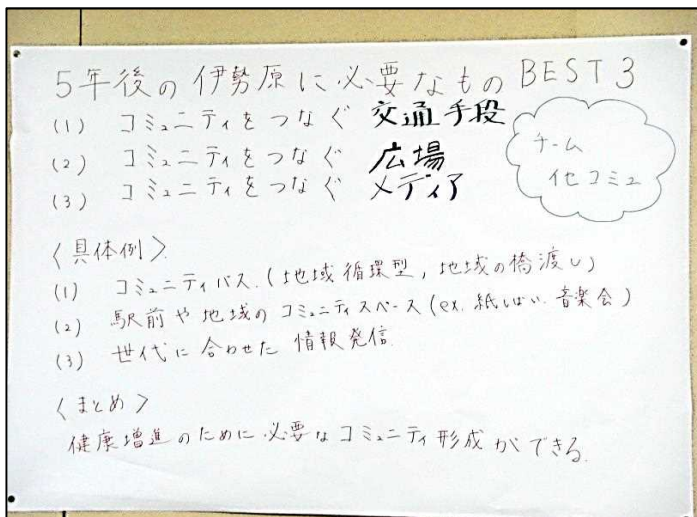 5年後の伊勢原に必要なもの BEST 3
(1) コミュニティをつなぐ 交通手段
(2) コミュニティをつなぐ 広場
(3) コミュニティをつなぐ メディア
チーム
イセコミュ
〈具体例〉
(1) コミュニティバス.(地域循環型, 地域の橋渡し)
(2) 駅前や地域のコミュニティスペース(ex. 紙しばい. 音楽会)
(3) 世代に合わせた 情報発信.
〈まとめ〉
健康増進のために必要なコミュニティ形成ができる.